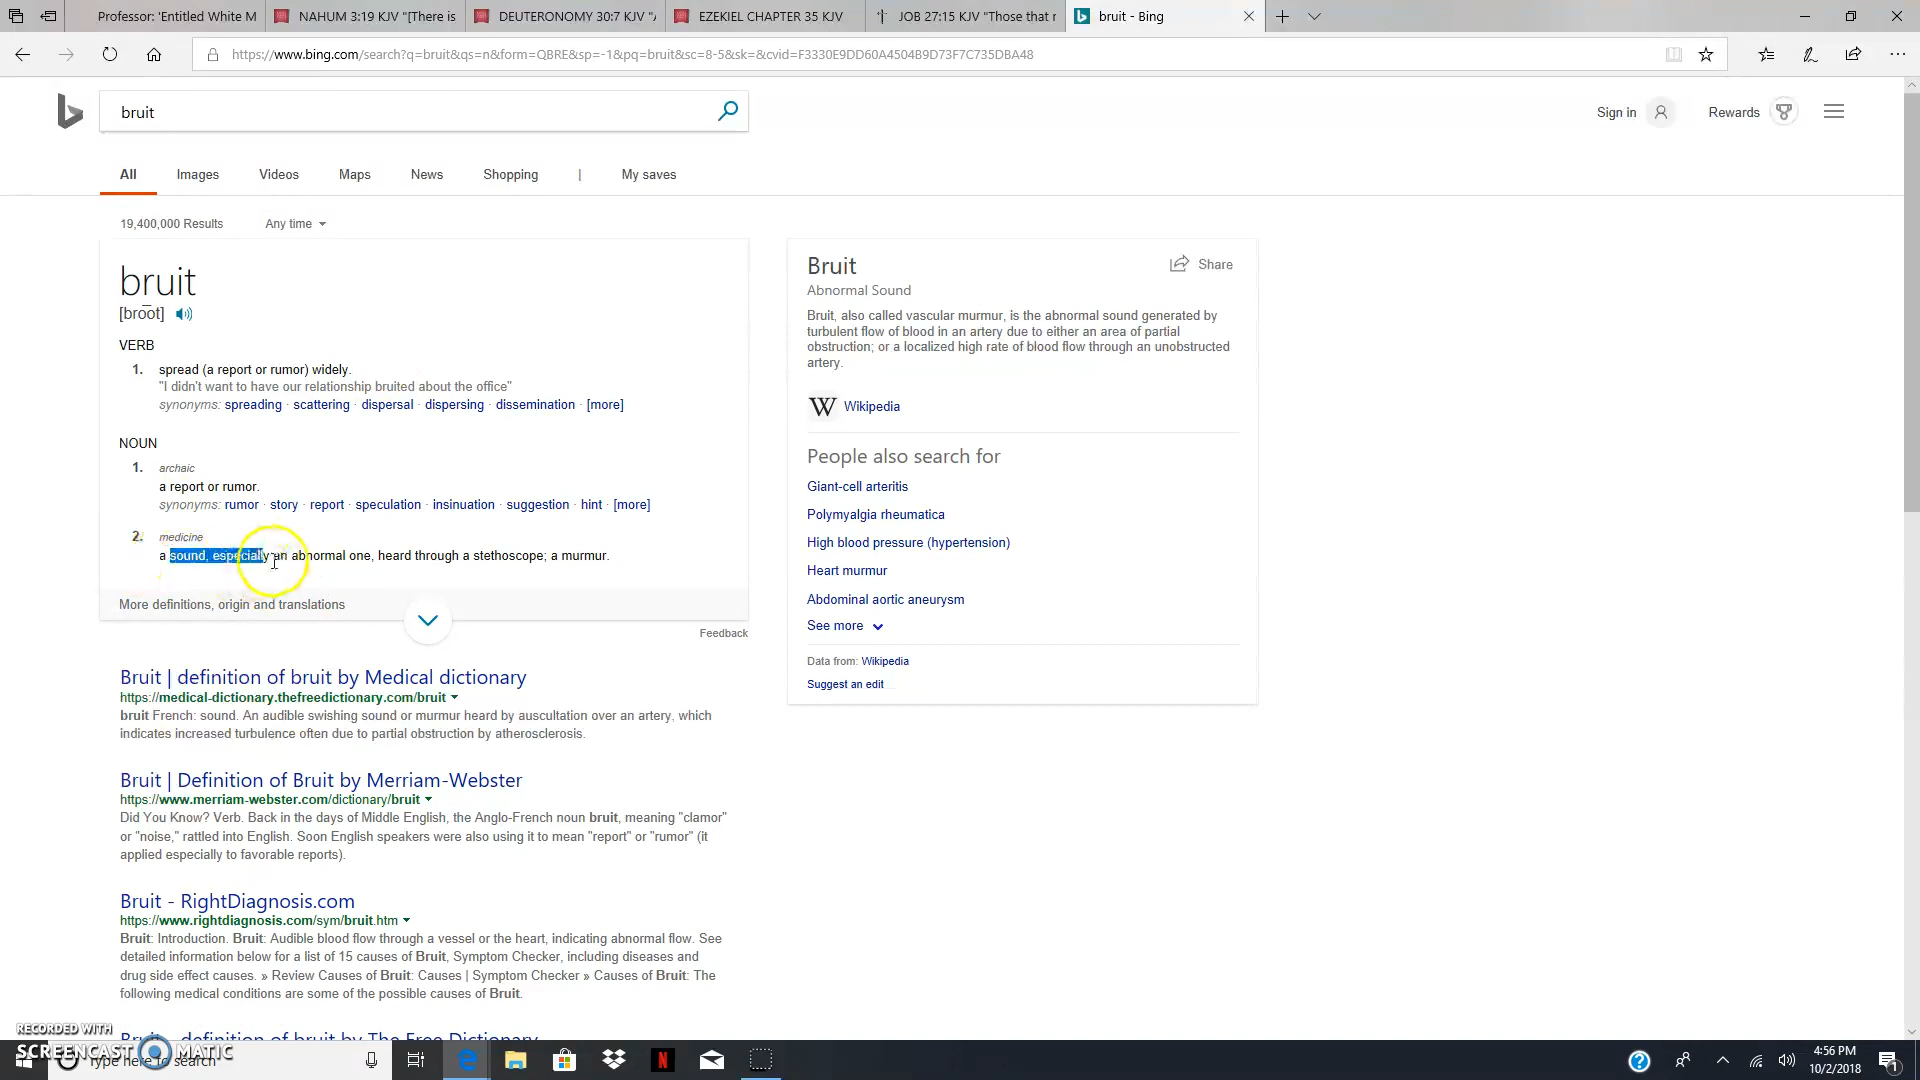 Professor: 'Entitled White M
NAHUM 3:19 KJV "[There is
DEUTERONOMY 30:7 KJV "A
EZEKIEL CHAPTER 35 KJV
JOB 27:15 KJV "Those that r
bruit - Bing
https://www.bing.com/search?q=bruit&qs=n&form=QBRE&sp=-1&pq=bruit&sc=8-5&sk=&cvid=F3330E9DD60A4504B9D73F7C735DBA48
bruit
Sign in
Rewards
All Images Videos Maps News Shopping | My saves
19,400,000 Results Any time
bruit
[bro͞ot]
VERB
1. spread (a report or rumor) widely.
"I didn't want to have our relationship bruited about the office"
synonyms: spreading · scattering · dispersal · dispersing · dissemination · [more]
NOUN
1. archaic
a report or rumor.
synonyms: rumor · story · report · speculation · insinuation · suggestion · hint · [more]
2. medicine
a sound, especially an abnormal one, heard through a stethoscope; a murmur.
More definitions, origin and translations
Feedback
Bruit | definition of bruit by Medical dictionary
https://medical-dictionary.thefreedictionary.com/bruit
bruit French: sound. An audible swishing sound or murmur heard by auscultation over an artery, which
indicates increased turbulence often due to partial obstruction by atherosclerosis.
Bruit | Definition of Bruit by Merriam-Webster
https://www.merriam-webster.com/dictionary/bruit
Did You Know? Verb. Back in the days of Middle English, the Anglo-French noun bruit, meaning "clamor"
or "noise," rattled into English. Soon English speakers were also using it to mean "report" or "rumor" (it
applied especially to favorable reports).
Bruit - RightDiagnosis.com
https://www.rightdiagnosis.com/sym/bruit.htm
Bruit: Introduction. Bruit: Audible blood flow through a vessel or the heart, indicating abnormal flow. See
detailed information below for a list of 15 causes of Bruit, Symptom Checker, including diseases and
drug side effect causes. » Review Causes of Bruit: Causes | Symptom Checker » Causes of Bruit: The
following medical conditions are some of the possible causes of Bruit.
Bruit - definition of bruit by The Free Dictionary
Bruit
Share
Abnormal Sound
Bruit, also called vascular murmur, is the abnormal sound generated by
turbulent flow of blood in an artery due to either an area of partial
obstruction; or a localized high rate of blood flow through an unobstructed
artery.
W Wikipedia
People also search for
Giant-cell arteritis
Polymyalgia rheumatica
High blood pressure (hypertension)
Heart murmur
Abdominal aortic aneurysm
See more
Data from: Wikipedia
Suggest an edit
RECORDED WITH
SCREENCAST MATIC
Type here to search
4:56 PM
10/2/2018
1